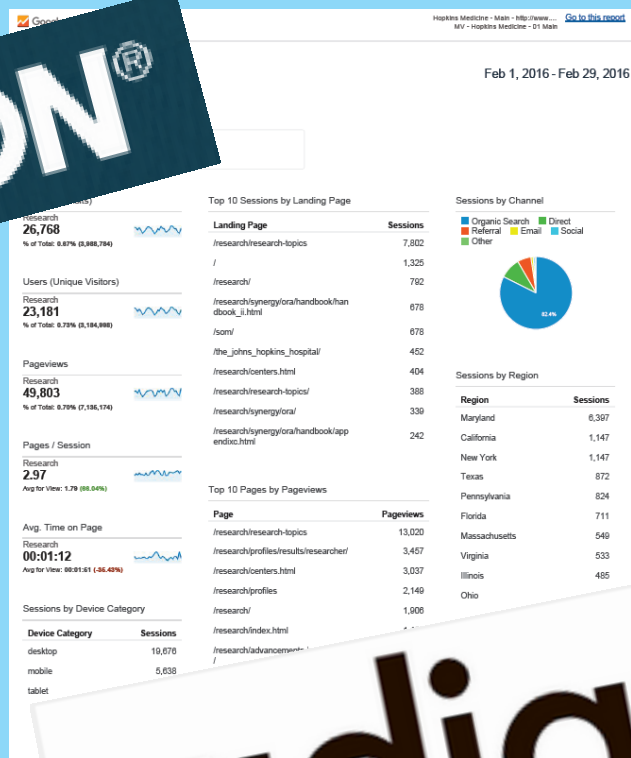 Hopkins Medicine - Main - http://www.... Go to this report
MV - Hopkins Medicine - 01 Main
ON®
Feb 1, 2016 - Feb 29, 2016
Research
26,768
% of Total: 0.67% (3,988,784)
Users (Unique Visitors)
Research
23,181
% of Total: 0.73% (3,184,998)
Pageviews
Research
49,803
% of Total: 0.70% (7,136,174)
Pages / Session
Research
2.97
Avg for View: 1.79
Avg. Time on Page
Research
00:01:12
Avg for View:
Sessions by Device Category
Device Category Sessions
desktop 19,676
mobile 5,638
tablet
Top 10 Sessions by Landing Page
Landing Page Sessions
/research/research-topics 7,802
/ 1,325
/research/ 792
/research/synergy/ora/handbook/han
dbook_ii.html 678
/som/ 678
/the_johns_hopkins_hospital/ 452
/research/centers.html 404
/research/research-topics/ 388
/research/synergy/ora/ 339
/research/synergy/ora/handbook/app
endixc.html 242
Top 10 Pages by Pageviews
Page Pageviews
/research/research-topics 13,020
/research/profiles/results/researcher/ 3,457
/research/centers.html 3,037
/research/profiles 2,149
/research/ 1,906
/research/index.html
/research/advancements
/
Sessions by Channel
Organic Search Direct
Referral Email Social
Other
82.4%
Sessions by Region
Region Sessions
Maryland 6,397
California 1,147
New York 1,147
Texas 872
Pennsylvania 824
Florida 711
Massachusetts 549
Virginia 533
Illinois 485
Ohio
dig